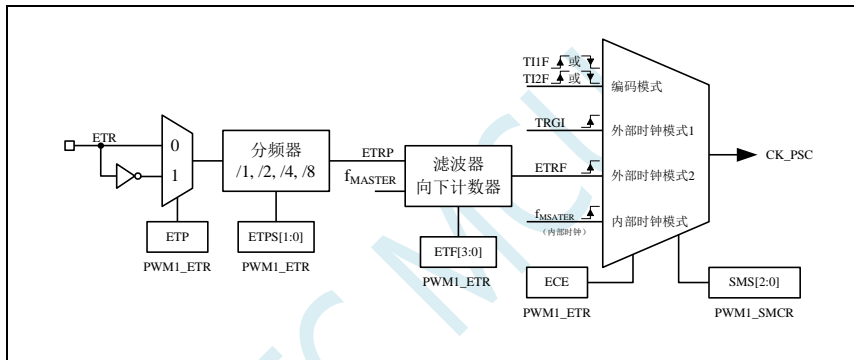 TI1F 或
TI2F 或
编码模式
TRGI
外部时钟模式1
ETR
0
1
分频器
/1, /2, /4, /8
ETRP
fMASTER
滤波器
向下计数器
ETRF
外部时钟模式2
CK_PSC
fMSATER
(内部时钟)
内部时钟模式
ETP
PWM1_ETR
ETPS[1:0]
PWM1_ETR
ETF[3:0]
PWM1_ETR
ECE
PWM1_ETR
SMS[2:0]
PWM1_SMCR
MCU